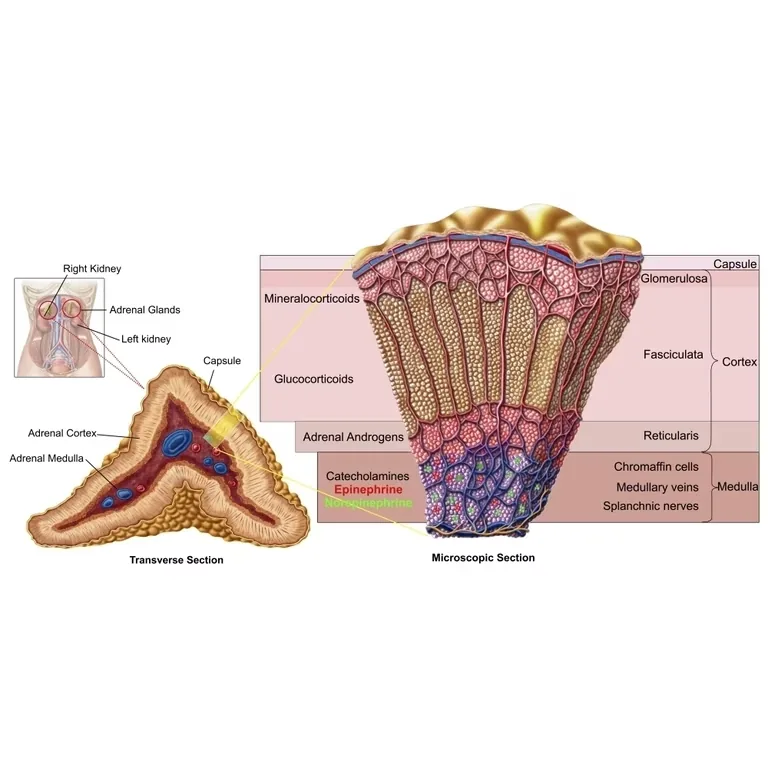 Right Kidney
Adrenal Glands
Left kidney
Capsule
Adrenal Cortex
Adrenal Medulla
Transverse Section
Mineralocorticoids
Glucocorticoids
Adrenal Androgens
Catecholamines
Epinephrine
Norepinephrine
Microscopic Section
Capsule
Glomerulosa
Fasciculata
Cortex
Reticularis
Chromaffin cells
Medullary veins
Medulla
Splanchnic nerves